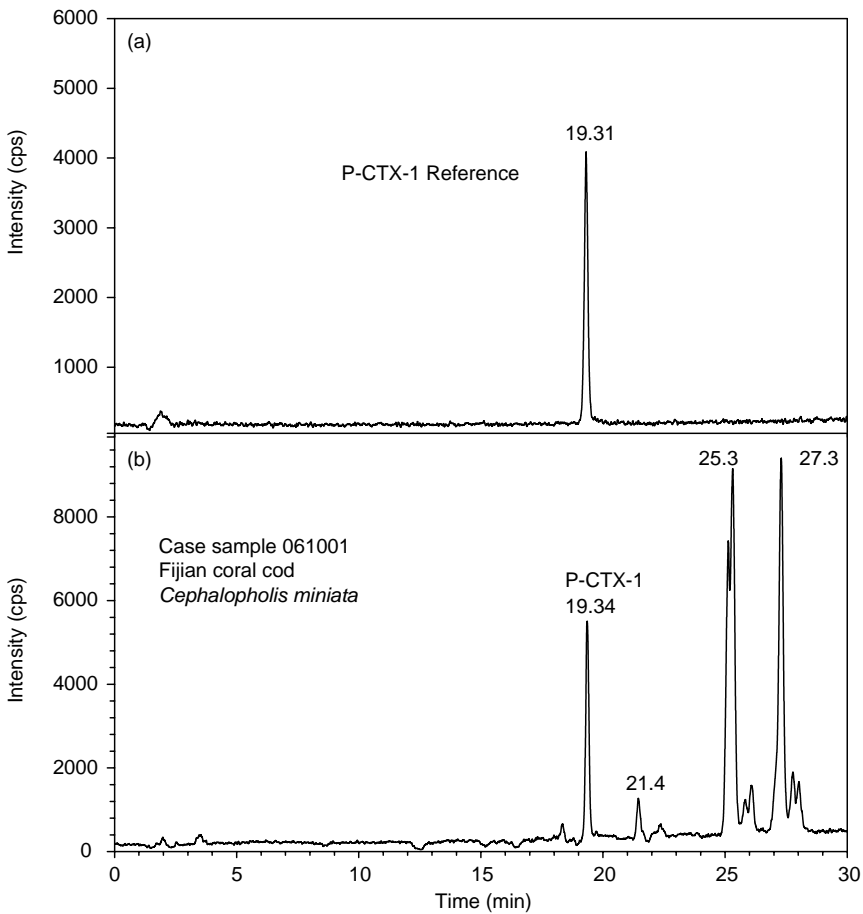 6000
(a)
5000
19.31
4000
P-CTX-1 Reference
Intensity (cps)
3000
2000
1000
(b)
25.3
27.3
8000
Case sample 061001
Fijian coral cod
Cephalopholis miniata
P-CTX-1
19.34
6000
Intensity (cps)
4000
21.4
2000
0
0 5 10 15 20 25 30
Time (min)